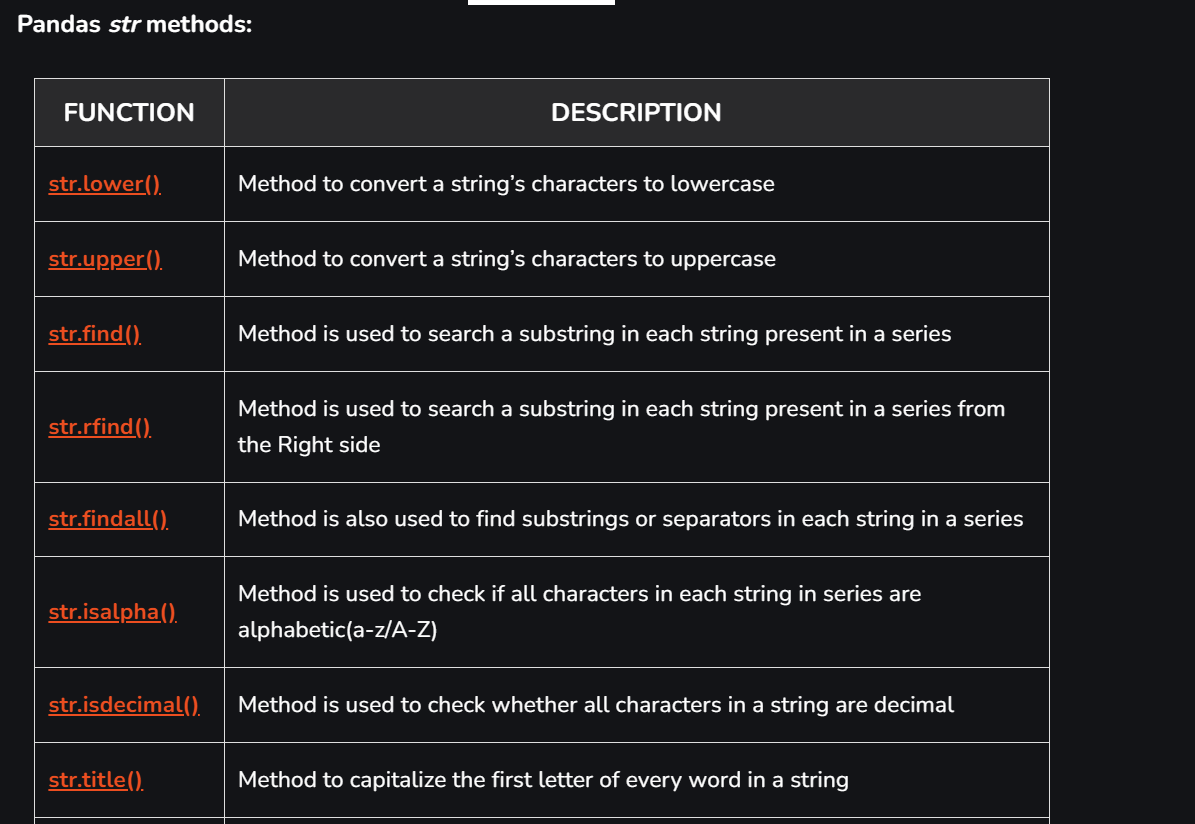 Pandas str methods:
FUNCTION DESCRIPTION
str.lower() Method to convert a string’s characters to lowercase
str.upper() Method to convert a string’s characters to uppercase
str.find() Method is used to search a substring in each string present in a series
str.rfind() Method is used to search a substring in each string present in a series from
the Right side
str.findall() Method is also used to find substrings or separators in each string in a series
str.isalpha() Method is used to check if all characters in each string in series are
alphabetic(a-z/A-Z)
str.isdecimal() Method is used to check whether all characters in a string are decimal
str.title() Method to capitalize the first letter of every word in a string